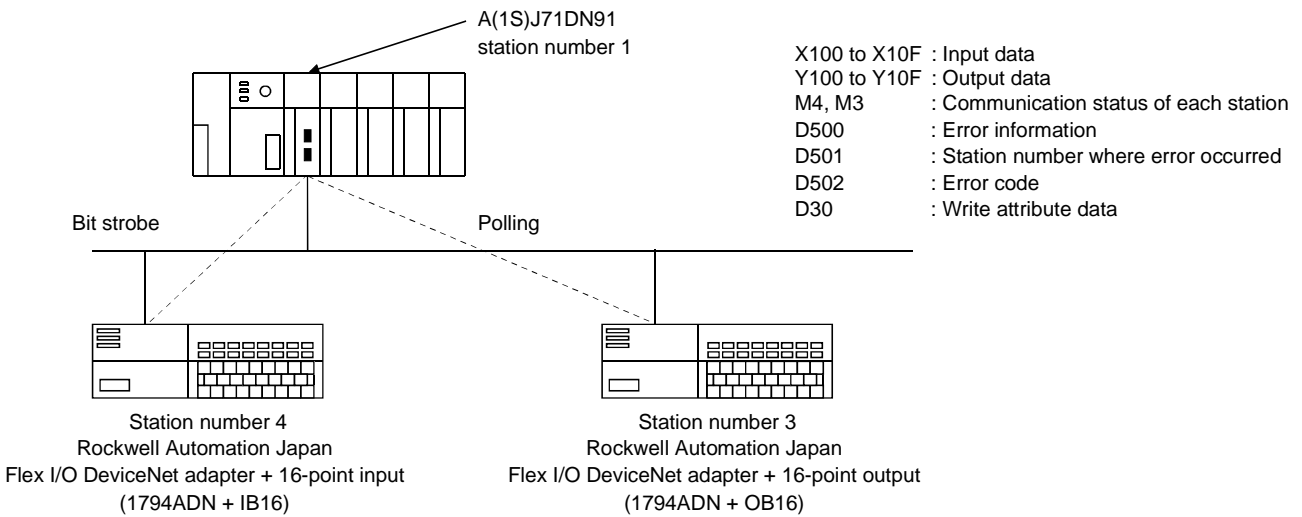 A(1S)J71DN91
station number 1
X100 to X10F : Input data
Y100 to Y10F : Output data
M4, M3 : Communication status of each station
D500 : Error information
D501 : Station number where error occurred
D502 : Error code
D30 : Write attribute data
Bit strobe
Polling
Station number 4
Rockwell Automation Japan
Flex I/O DeviceNet adapter + 16-point input
(1794ADN + IB16)
Station number 3
Rockwell Automation Japan
Flex I/O DeviceNet adapter + 16-point output
(1794ADN + OB16)